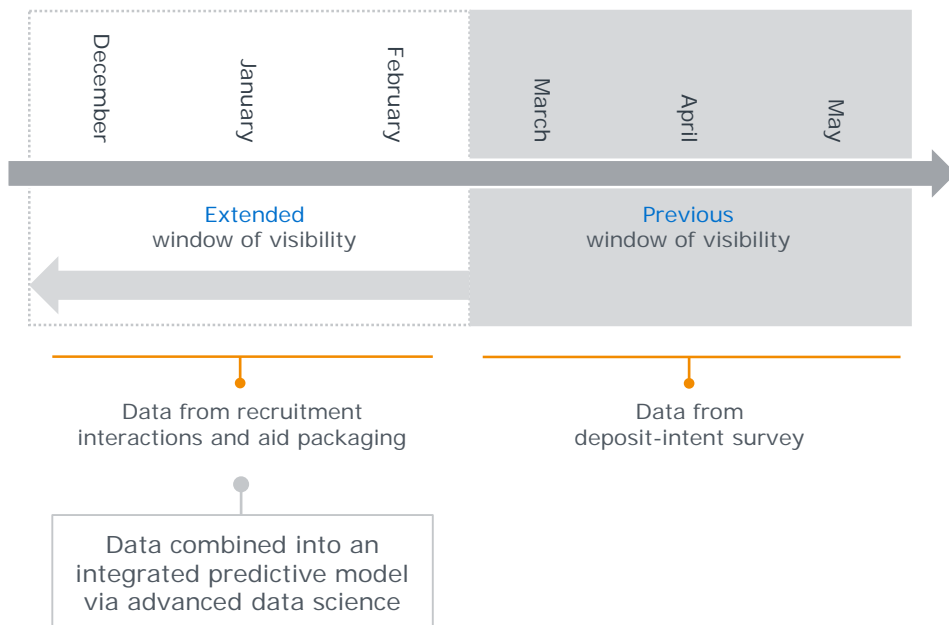 December
January
February
March
April
May
Extended
window of visibility
Previous
window of visibility
Data from recruitment
interactions and aid packaging
Data from
deposit-intent survey
Data combined into an
integrated predictive model
via advanced data science